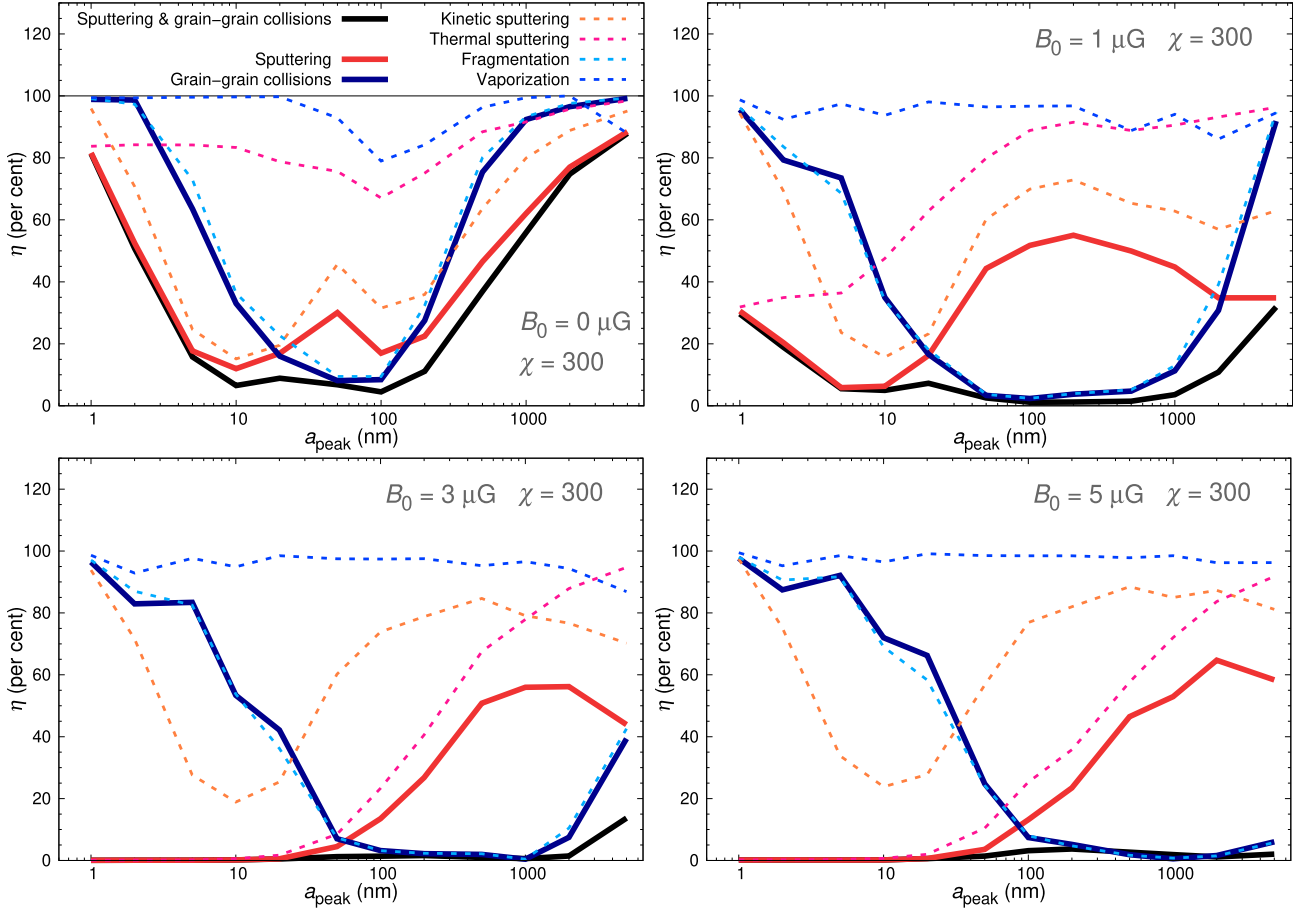 Sputtering & grain−grain collisions
Sputtering
Grain−grain collisions
Kinetic sputtering
Thermal sputtering
Fragmentation
Vaporization
B0 = 0 μG
χ = 300
η (per cent)
0 20 40 60 80 100 120
1 10 100 1000
apeak (nm)
B0 = 1 μG χ = 300
η (per cent)
0 20 40 60 80 100 120
1 10 100 1000
apeak (nm)
B0 = 3 μG χ = 300
η (per cent)
0 20 40 60 80 100 120
1 10 100 1000
apeak (nm)
B0 = 5 μG χ = 300
η (per cent)
0 20 40 60 80 100 120
1 10 100 1000
apeak (nm)